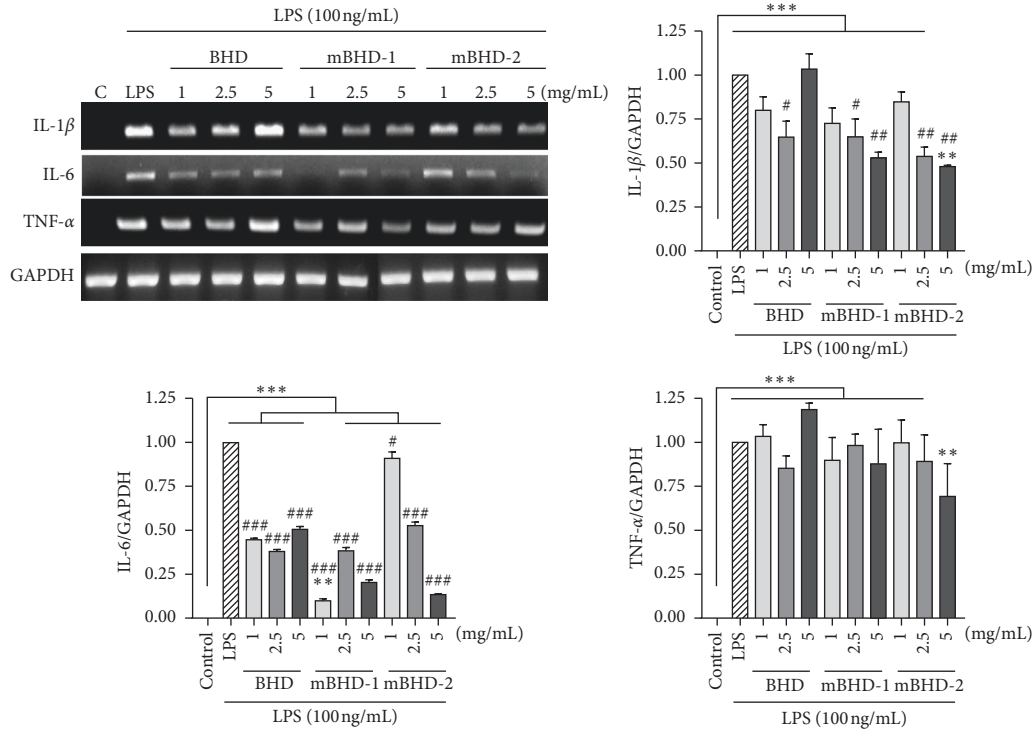 LPS (100 ng/mL)
BHD mBHD-1 mBHD-2
C LPS 1 2.5 5 1 2.5 5 1 2.5 5 (mg/mL)
IL-1β
IL-6
TNF-α
GAPDH
***
1.25
1.00
0.75
0.50
0.25
0.00
IL-1β/GAPDH
# # ## ## ## **
Control LPS 1 2.5 5 1 2.5 5 1 2.5 5 (mg/mL)
BHD mBHD-1 mBHD-2
LPS (100 ng/mL)
***
1.25
1.00
0.75
0.50
0.25
0.00
IL-6/GAPDH
### ### ### ### ** ### ### # ### ###
Control LPS 1 2.5 5 1 2.5 5 1 2.5 5 (mg/mL)
BHD mBHD-1 mBHD-2
LPS (100 ng/mL)
***
1.25
1.00
0.75
0.50
0.25
0.00
TNF-α/GAPDH
**
Control LPS 1 2.5 5 1 2.5 5 1 2.5 5 (mg/mL)
BHD mBHD-1 mBHD-2
LPS (100 ng/mL)